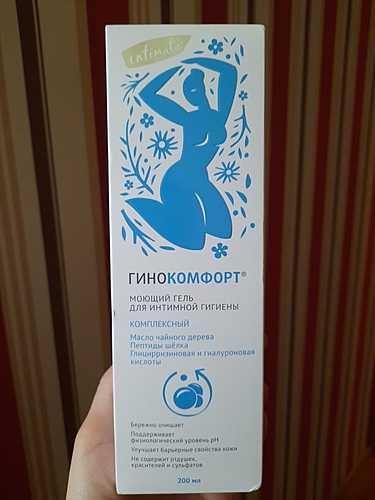 intimate
ГИНОКОМФОРТ®
МОЮЩИЙ ГЕЛЬ
ДЛЯ ИНТИМНОЙ ГИГИЕНЫ
КОМПЛЕКСНЫЙ
Масло чайного дерева
Пептиды шёлка
Глицирризиновая и гиалуроновая
кислоты
Бережно очищает
Поддерживает
физиологический уровень pH
Улучшает барьерные свойства кожи
Не содержит отдушек,
красителей и сульфатов
200 мл